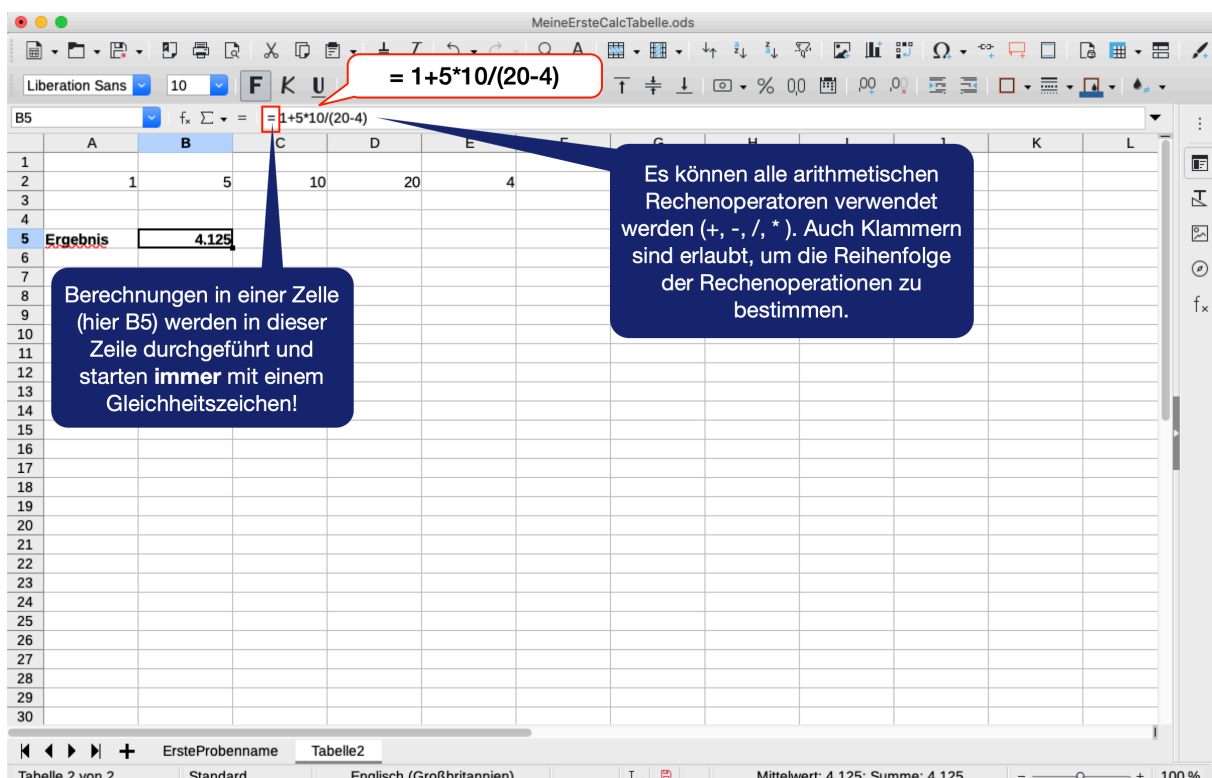 MeineErsteCalcTabelle.ods
Liberation Sans 10 F K U
= 1+5*10/(20-4)
B5 fx Σ = = 1+5*10/(20-4)
A B C D E F G H I J K L
1
2 1 5 10 20 4
3
4
5 Ergebnis 4.125
6
7
8
9
10
11
12
13
14
15
16
17
18
19
20
21
22
23
24
25
26
27
28
29
30
Es können alle arithmetischen
Rechenoperatoren verwendet
werden (+, -, /, * ). Auch Klammern
sind erlaubt, um die Reihenfolge
der Rechenoperationen zu
bestimmen.
Berechnungen in einer Zelle
(hier B5) werden in dieser
Zeile durchgeführt und
starten immer mit einem
Gleichheitszeichen!
ErsteProbenname Tabelle2
Tabelle 2 von 2 Standard Englisch (Großbritannien) Mittelwert: 4.125; Summe: 4.125 100 %